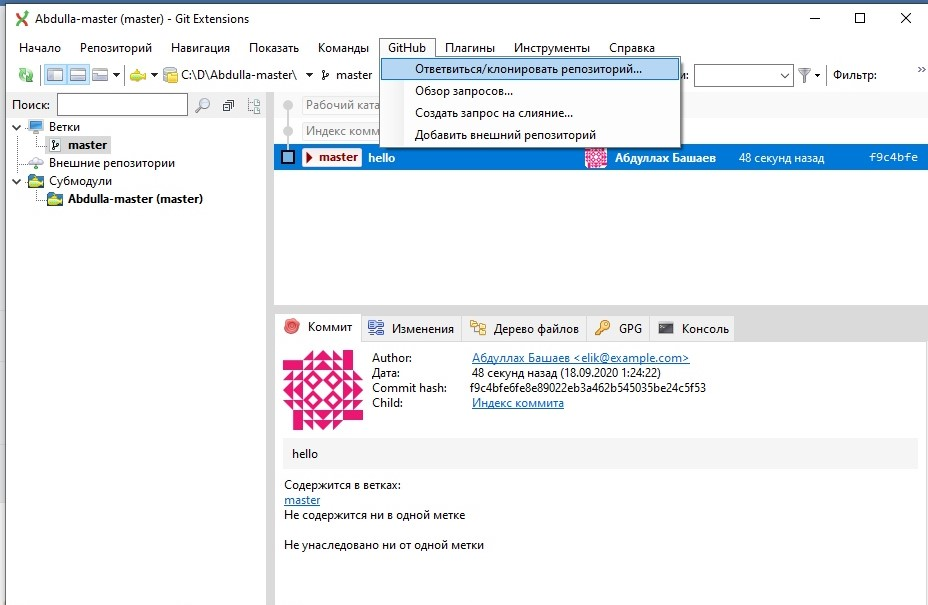 Abdulla-master (master) - Git Extensions
Начало Репозиторий Навигация Показать Команды GitHub Плагины Инструменты Справка
C:\D\Abdulla-master\ master и: Фильтр: »
Ответвиться/клонировать репозиторий...
Обзор запросов...
Создать запрос на слияние...
Добавить внешний репозиторий
Поиск:
Ветки
master
Внешние репозитории
Субмодули
Abdulla-master (master)
Рабочий ката
Индекс комм
master hello Абдуллах Башаев 48 секунд назад f9c4bfe
Коммит Изменения Дерево файлов GPG Консоль
Author: Абдуллах Башаев <elik@example.com>
Дата: 48 секунд назад (18.09.2020 1:24:22)
Commit hash: f9c4bfe6fe8e89022eb3a462b545035be24c5f53
Child: Индекс коммита
hello
Содержится в ветках:
master
Не содержится ни в одной метке
Не унаследовано ни от одной метки